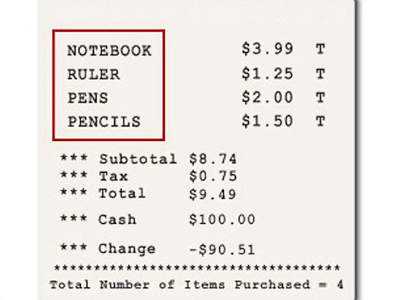 NOTEBOOK $3.99 T
RULER $1.25 T
PENS $2.00 T
PENCILS $1.50 T
*** Subtotal $8.74
*** Tax $0.75
*** Total $9.49
*** Cash $100.00
*** Change -$90.51
************************************
Total Number of Items Purchased = 4